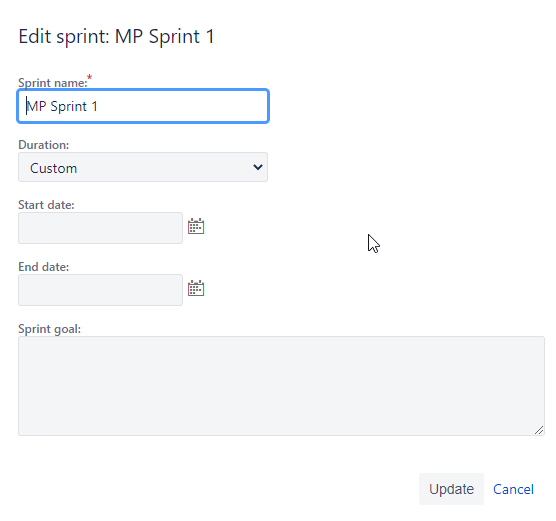 Edit sprint: MP Sprint 1
Sprint name:*
MP Sprint 1
Duration:
Custom
Start date:
End date:
Sprint goal:
Update Cancel